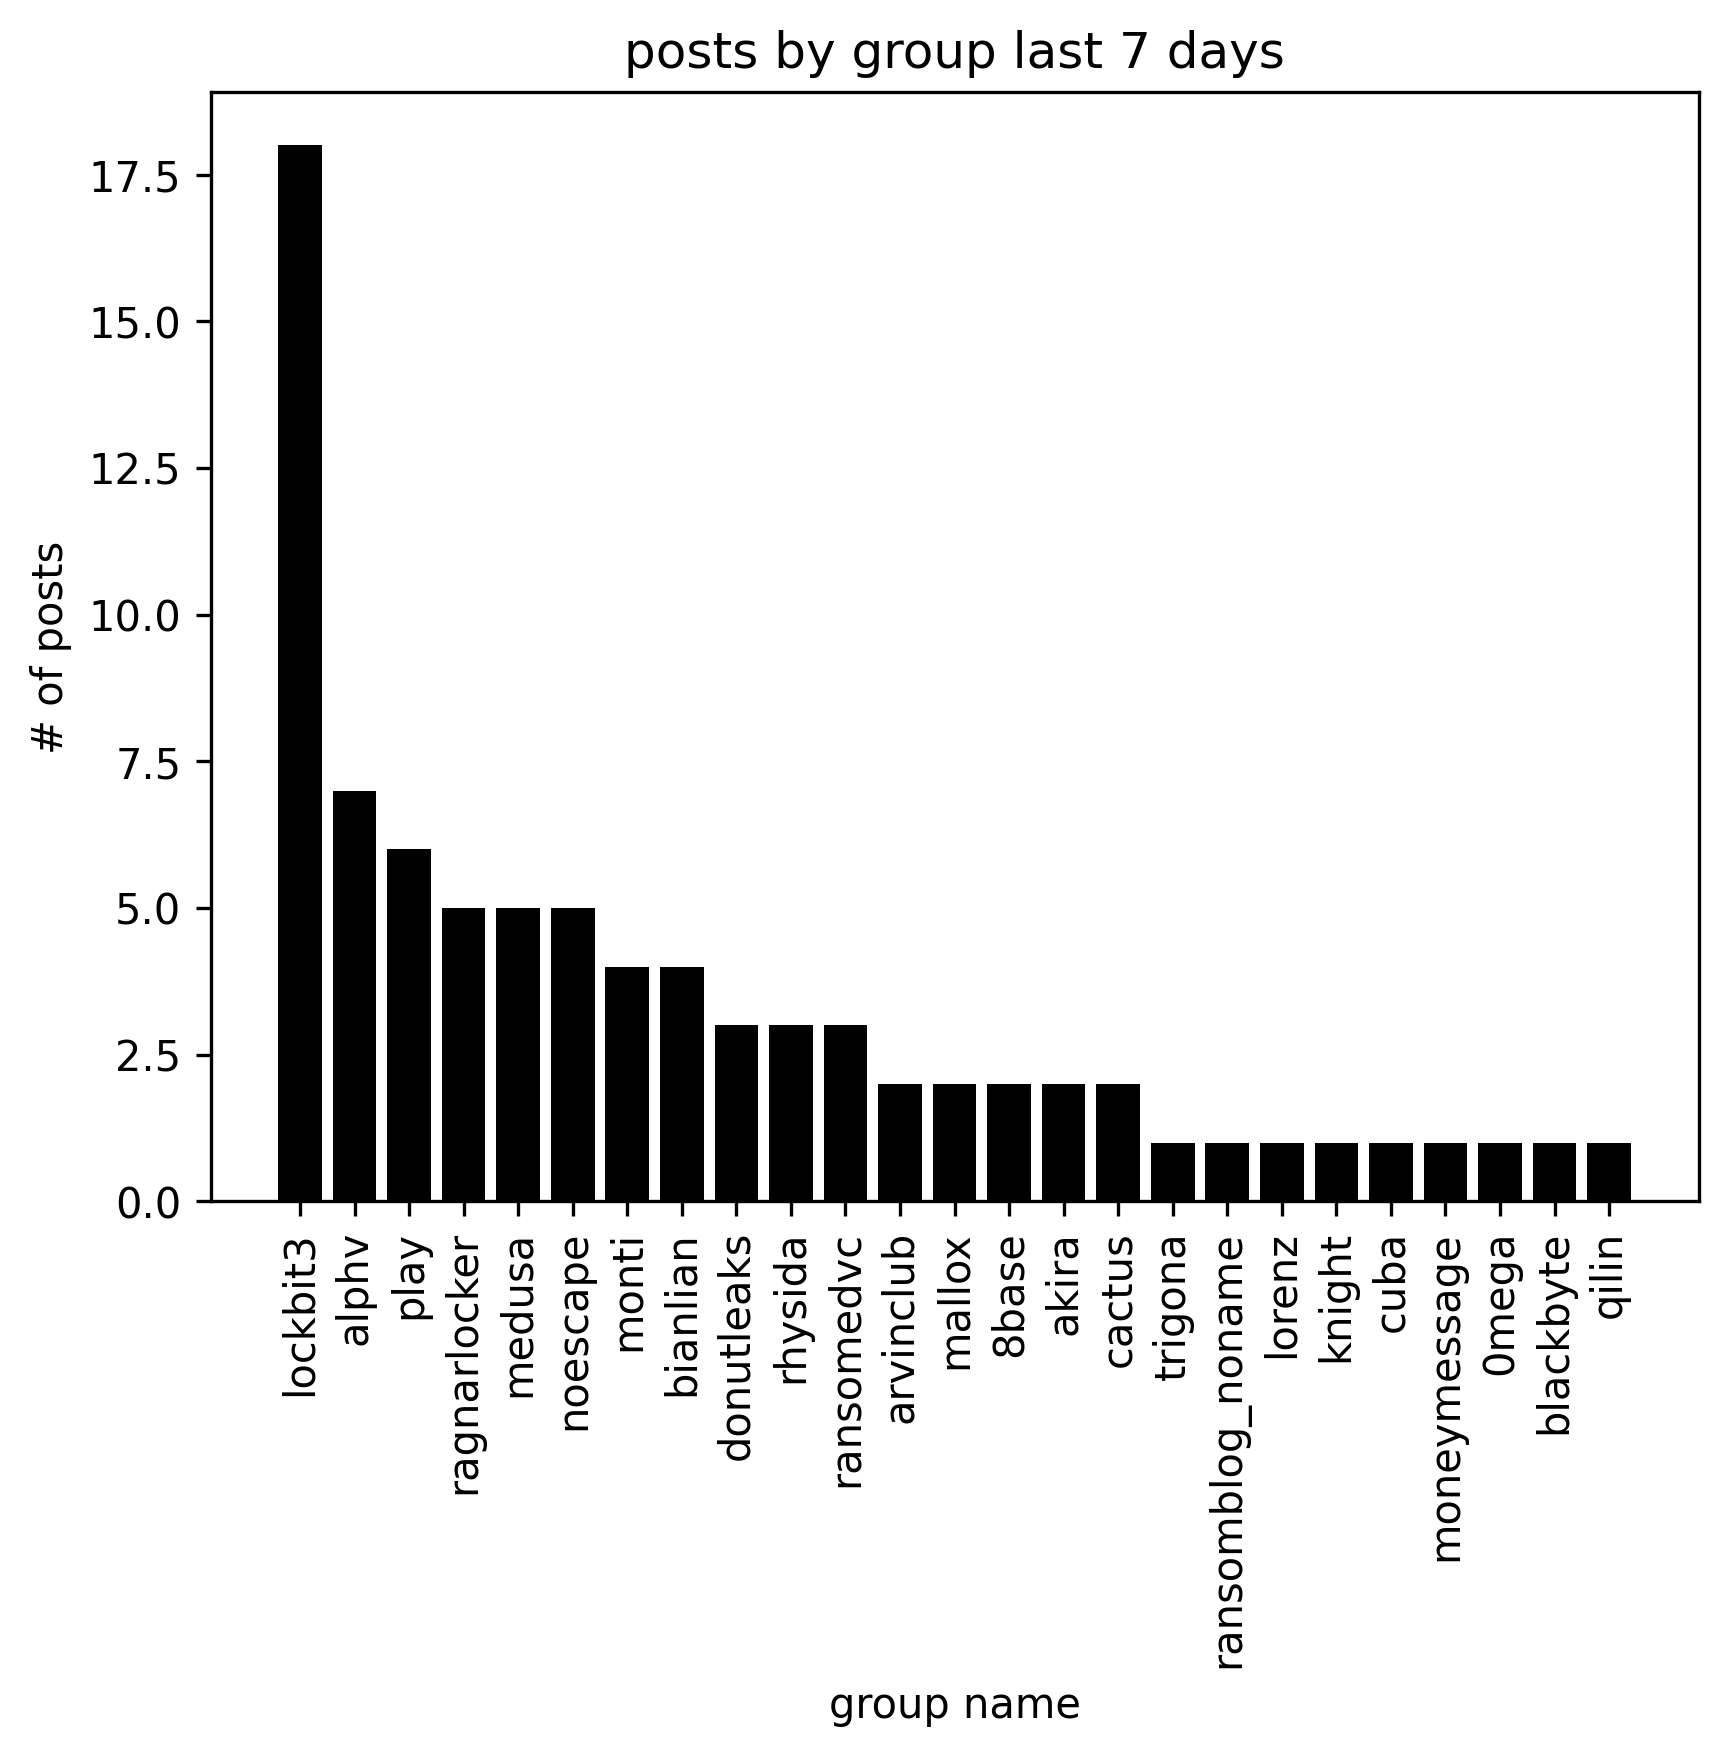 posts by group last 7 days
17.5
15.0
12.5
10.0
7.5
5.0
2.5
0.0
# of posts
lockbit3
alphv
play
ragnarlocker
medusa
noescape
monti
bianlian
donutleaks
rhysida
ransomedvc
arvinclub
mallox
8base
akira
cactus
trigona
ransomblog_noname
lorenz
knight
cuba
moneymessage
0mega
blackbyte
qilin
group name